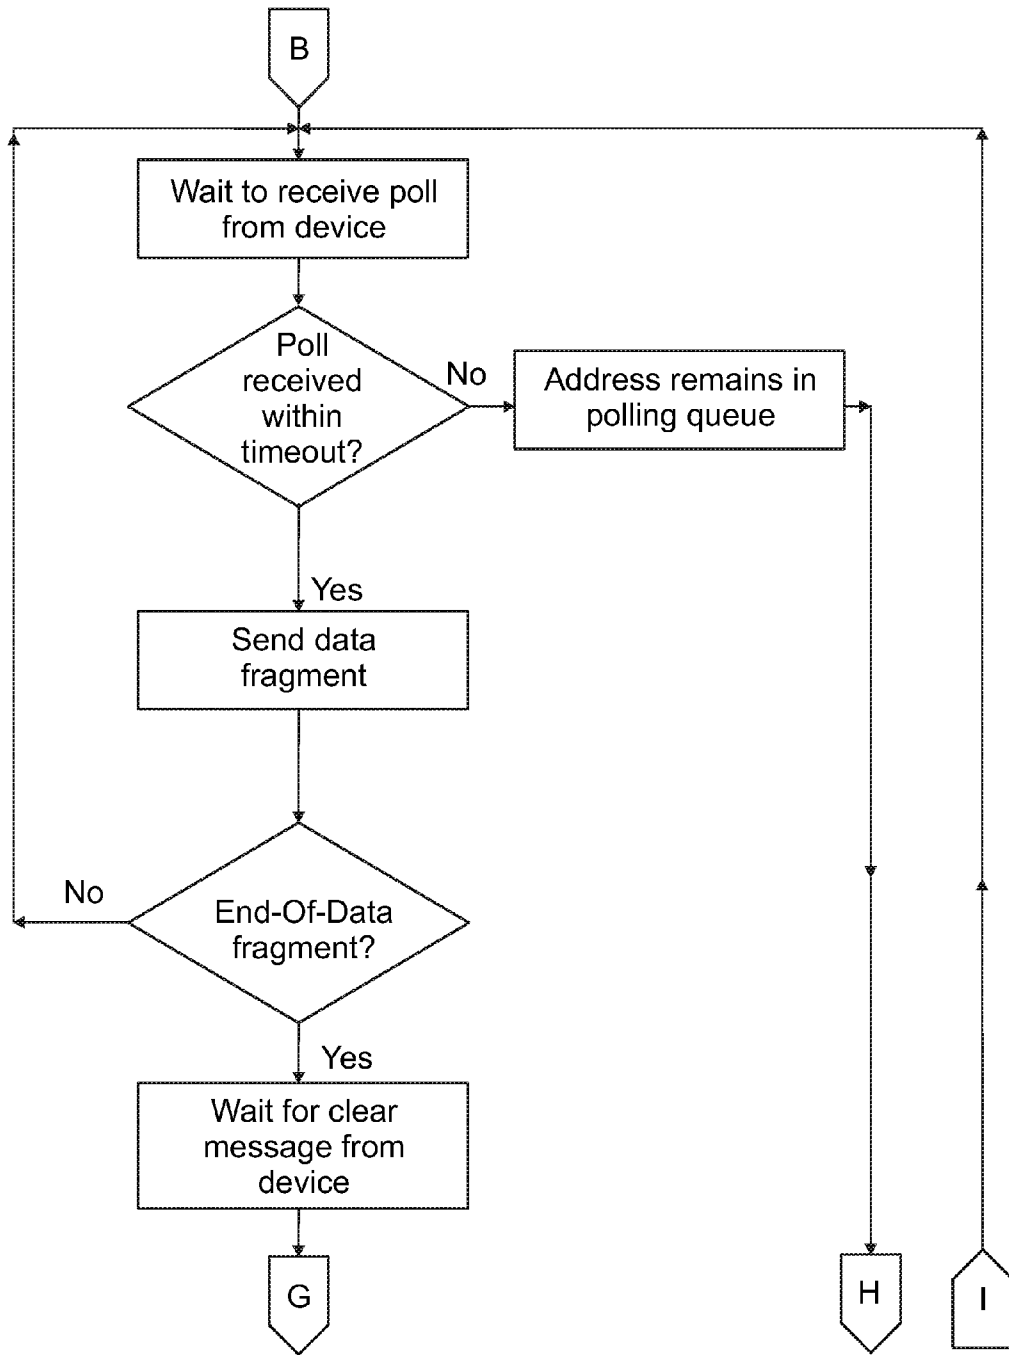 B
Wait to receive poll
from device
Poll
received
within
timeout?
No
Address remains in
polling queue
Yes
Send data
fragment
No
End-Of-Data
fragment?
Yes
Wait for clear
message from
device
G
H
I